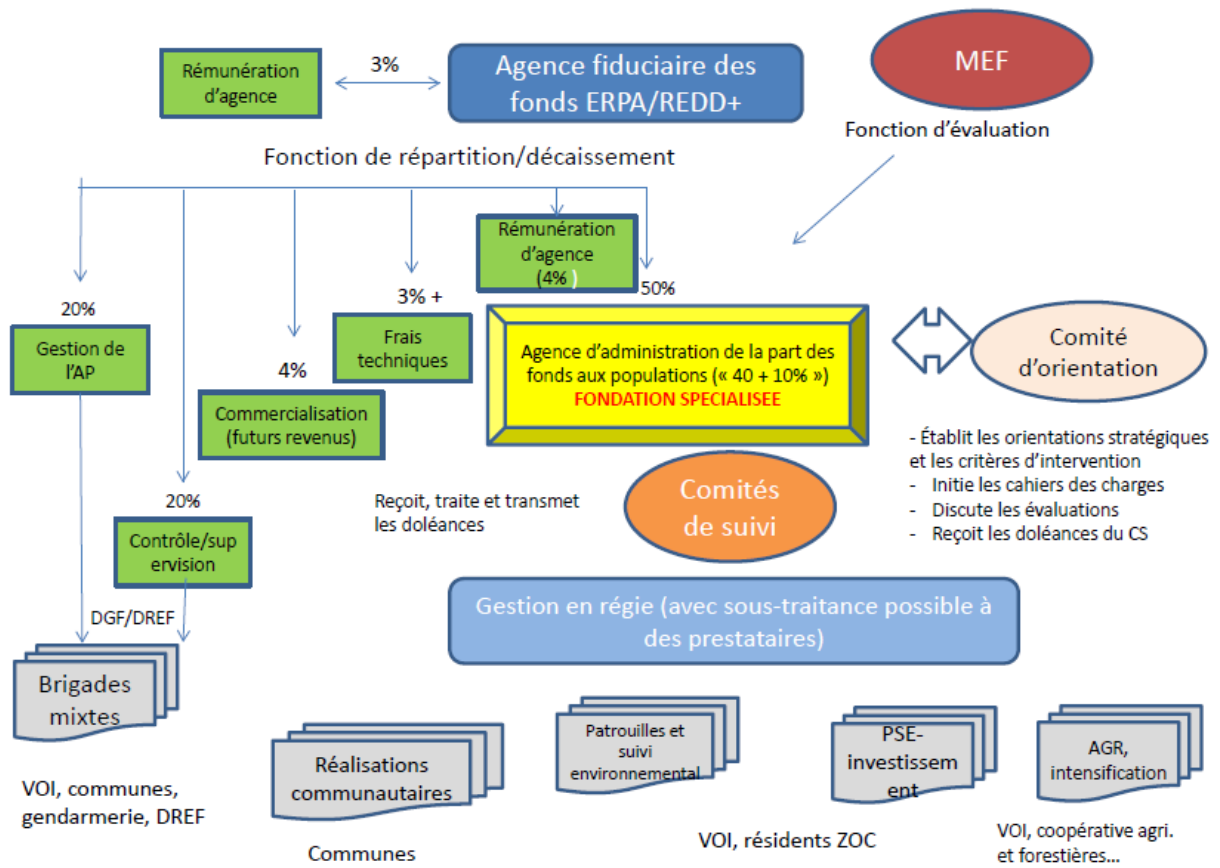 Rémunération
d'agence
3%
Agence fiduciaire des
fonds ERPA/REDD+
MEF
Fonction d'évaluation
Fonction de répartition/décaissement
Rémunération
d'agence
(4% )
50%
20%
Gestion de
l'AP
4%
Commercialisation
(futurs revenus)
3% +
Frais
techniques
Agence d'administration de la part des
fonds aux populations (« 40 + 10% »)
FONDATION SPECIALISEE
Comité
d'orientation
- Établit les orientations stratégiques
et les critères d'intervention
- Initie les cahiers des charges
- Discute les évaluations
- Reçoit les doléances du CS
Reçoit, traite et transmet
les doléances
Comités
de suivi
20%
Contrôle/sup
ervision
DGF/DREF
Gestion en régie (avec sous-traitance possible à
des prestataires)
Brigades
mixtes
VOI, communes,
gendarmerie, DREF
Réalisations
communautaires
Communes
Patrouilles et
suivi
environnemental
PSE-
investissem
ent
VOI, résidents ZOC
AGR,
intensification
VOI, coopérative agri.
et forestières...